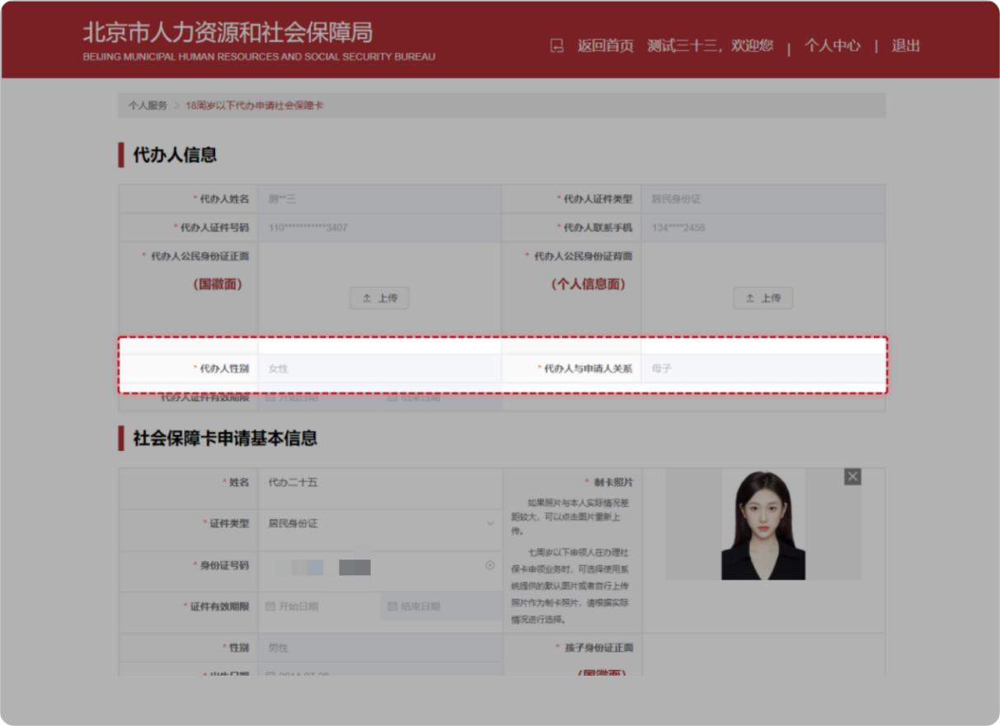 北京市人力资源和社会保障局
BEIJING MUNICIPAL HUMAN RESOURCES AND SOCIAL SECURITY BUREAU
返回首页 测试三十三，欢迎您 | 个人中心 | 退出
个人服务 > 18周岁以下代办申请社会保障卡
代办人信息
* 代办人姓名 测**三 * 代办人证件类型 居民身份证
* 代办人证件号码 110***********3407 * 代办人联系手机 134****2458
* 代办人公民身份证正面 * 代办人公民身份证背面
（国徽面） （个人信息面）
上传 上传
* 代办人性别 女性 * 代办人与申请人关系 母子
代办人证件有效期限 开始日期 结束日期
社会保障卡申请基本信息
* 姓名 代办二十五 * 制卡照片
如果照片与本人实际情况差
距较大，可以点击图片重新上
传。
* 证件类型 居民身份证
七周岁以下申领人在办理社
保卡申领业务时，可选择使用系
统提供的默认图片或者自行上传
照片作为制卡照片，请根据实际
情况进行选择。
* 身份证号码
* 证件有效期限 开始日期 结束日期
* 性别 男性 * 孩子身份证正面
（国徽面）
* 出生日期